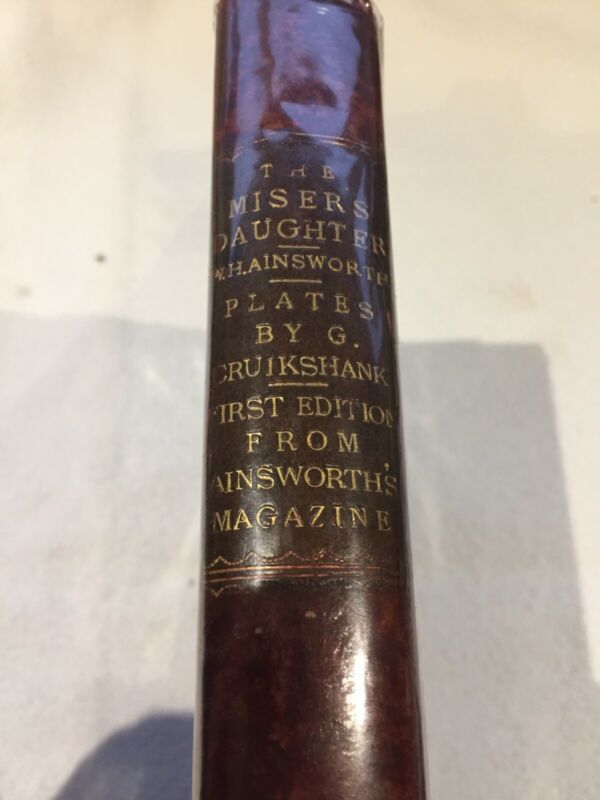 THE
MISERS
DAUGHTER
W.H.AINSWORTH
PLATES
BY G.
CRUIKSHANK
FIRST EDITION
FROM
AINSWORTH'S
MAGAZINE